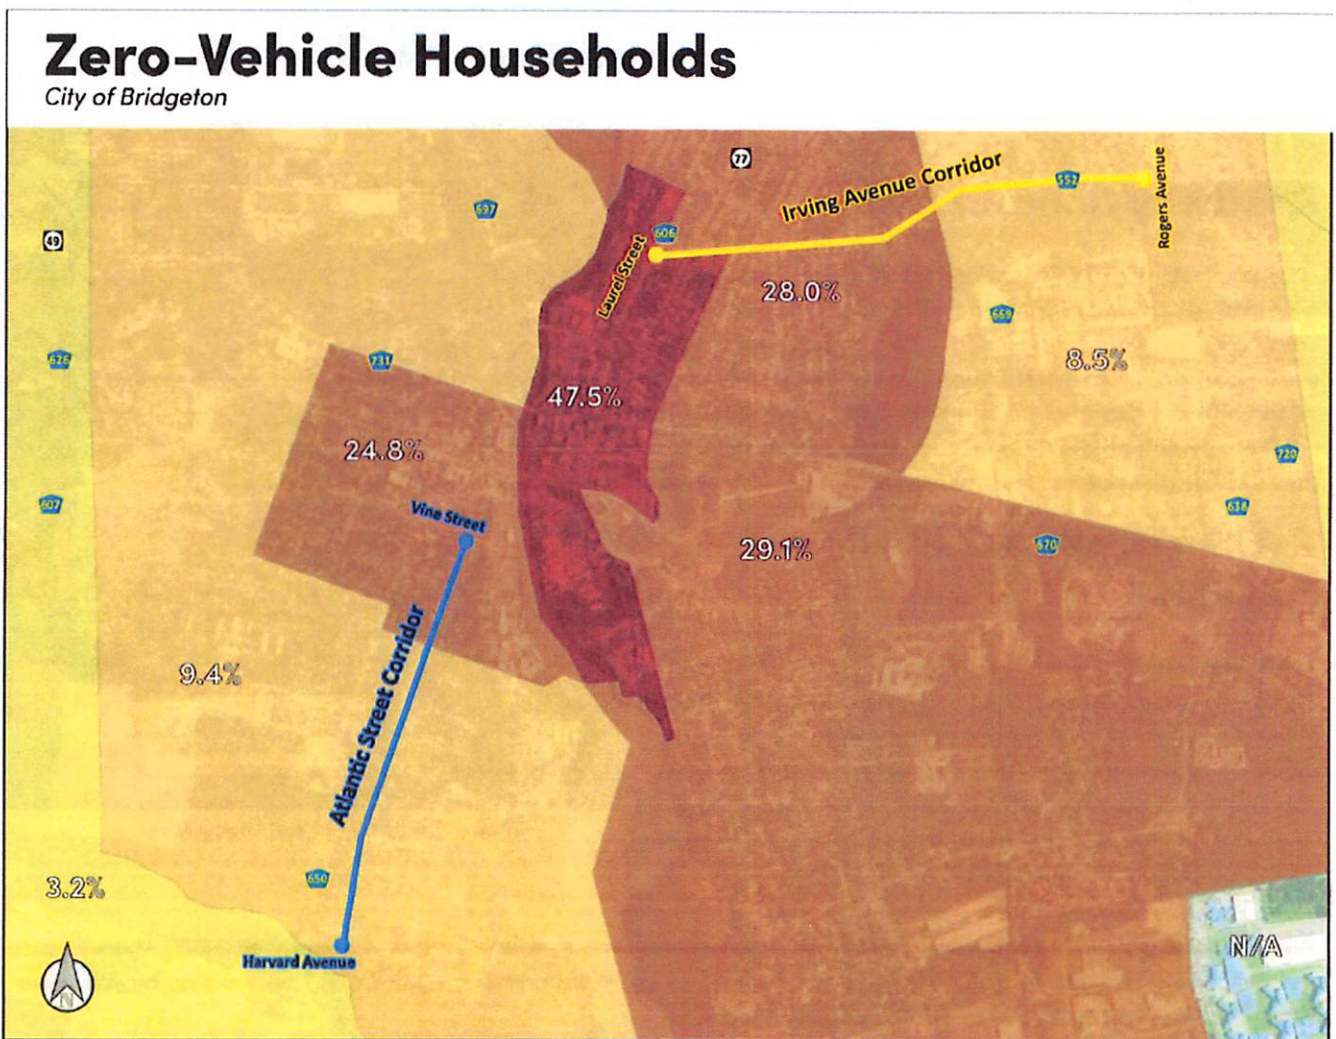 Zero-Vehicle Households
City of Bridgeton
77
Irving Avenue Corridor
552
Rogers Avenue
697
606
49
Laurel Street
28.0%
669
626
731
8.5%
47.5%
24.8%
720
607
638
Vine Street
29.1%
670
Atlantic Street Corridor
9.4%
650
3.2%
N/A
Harvard Avenue
N